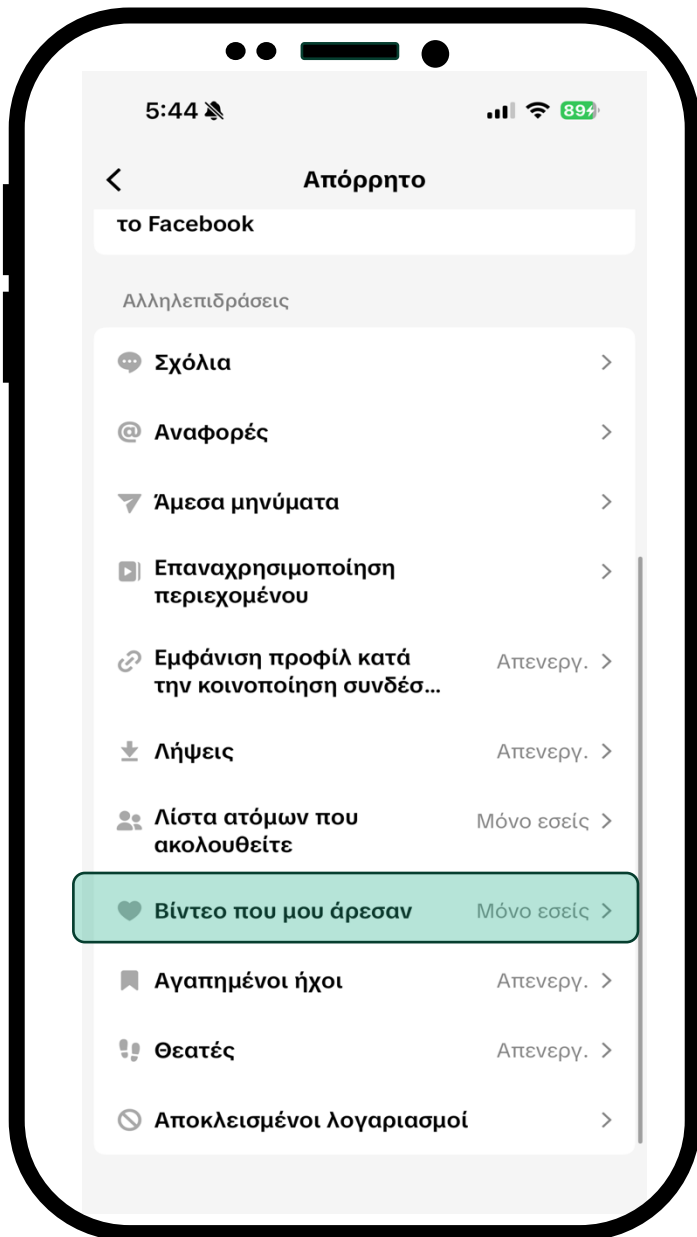 5:44
89
Απόρρητο
το Facebook
Αλληλεπιδράσεις
Σχόλια
Αναφορές
Άμεσα μηνύματα
Επαναχρησιμοποίηση
περιεχομένου
Εμφάνιση προφίλ κατά
την κοινοποίηση συνδέσ...
Απενεργ.
Λήψεις
Απενεργ.
Λίστα ατόμων που
ακολουθείτε
Μόνο εσείς
Βίντεο που μου άρεσαν
Μόνο εσείς
Αγαπημένοι ήχοι
Απενεργ.
Θεατές
Απενεργ.
Αποκλεισμένοι λογαριασμοί